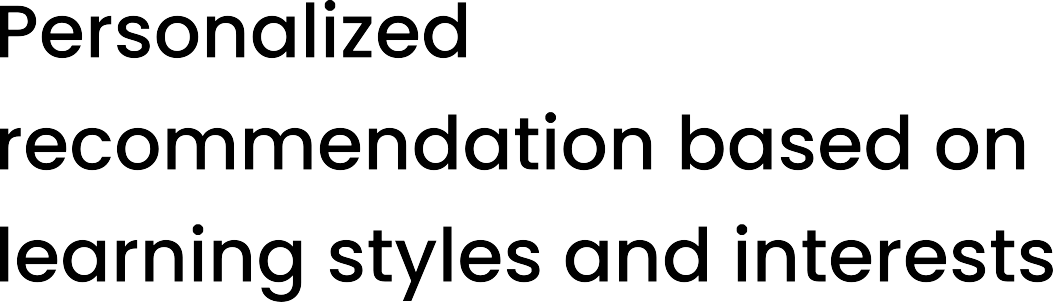 Personalized
recommendation based on
learning styles and interests